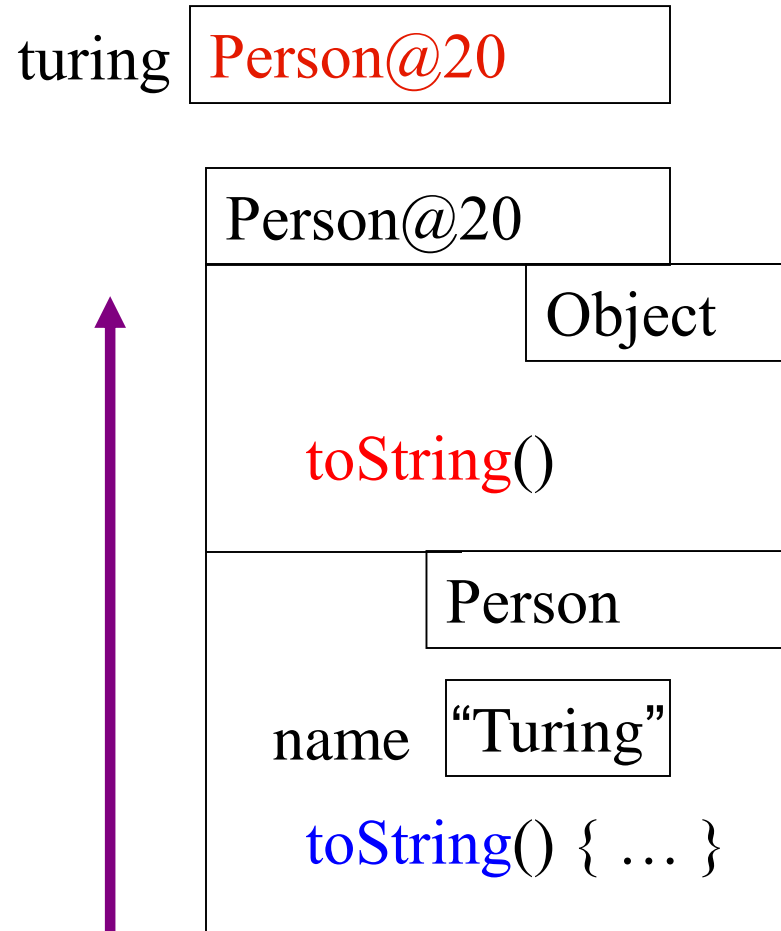 turing Person@20
Person@20
Object
toString()
Person
name “Turing”
toString() { … }